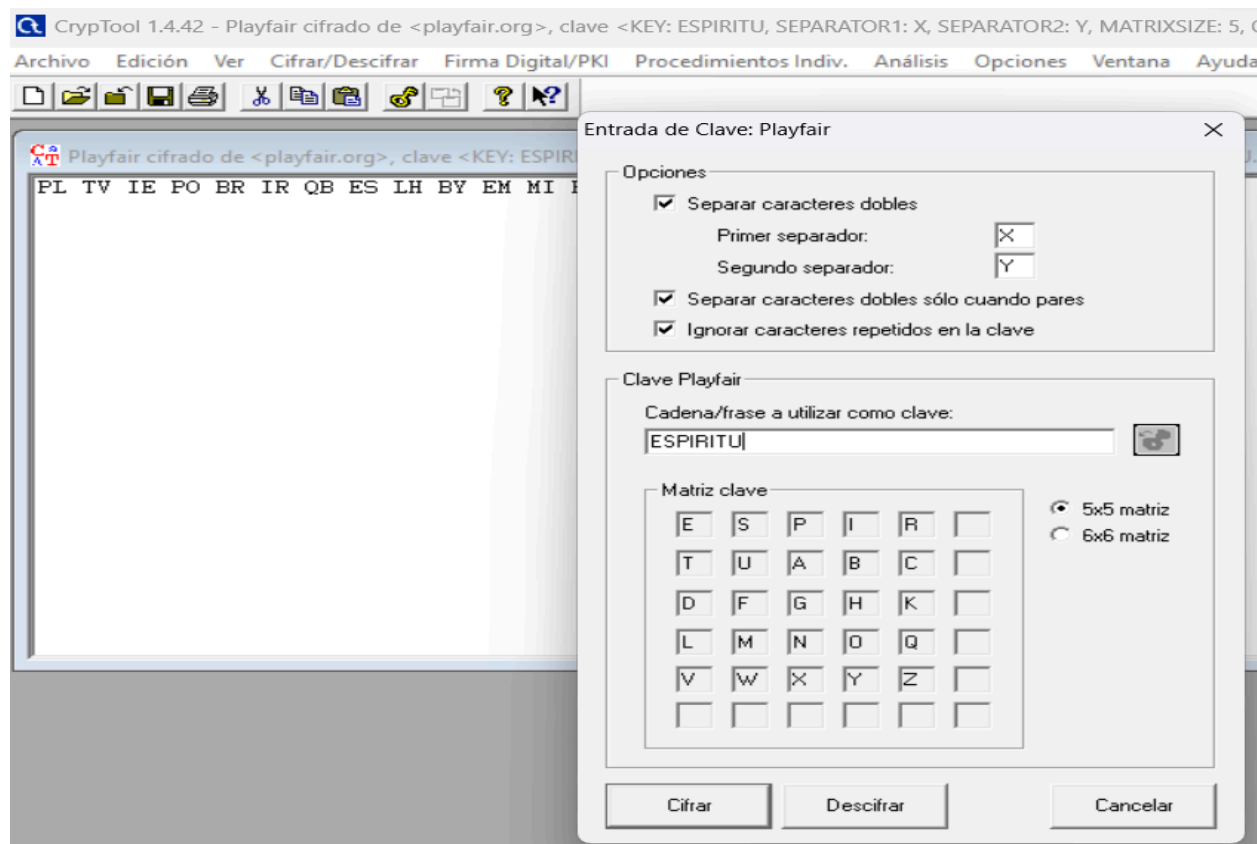 CrypTool 1.4.42 - Playfair cifrado de <playfair.org>, clave <KEY: ESPIRITU, SEPARATOR1: X, SEPARATOR2: Y, MATRIXSIZE: 5,
Archivo Edición Ver Cifrar/Descifrar Firma Digital/PKI Procedimientos Indiv. Análisis Opciones Ventana Ayuda
Playfair cifrado de <playfair.org>, clave <KEY: ESPIR
PL TV IE PO BR IR QB ES LH BY EM MI
Entrada de Clave: Playfair
Opciones
Separar caracteres dobles
Primer separador: X
Segundo separador: Y
Separar caracteres dobles sólo cuando pares
Ignorar caracteres repetidos en la clave
Clave Playfair
Cadena/frase a utilizar como clave:
ESPIRITU
Matriz clave
E S P I R
T U A B C
D F G H K
L M N O Q
V W X Y Z
5x5 matriz
6x6 matriz
Cifrar Descifrar Cancelar